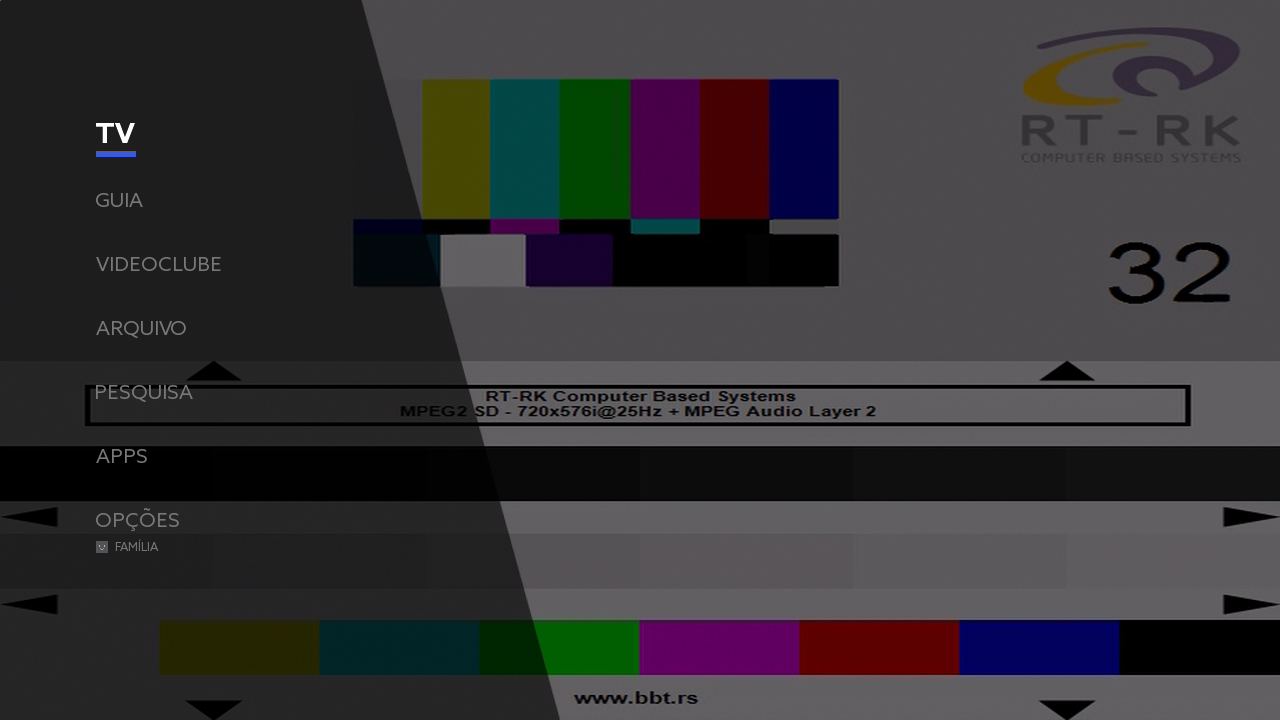 TV
GUIA
VIDEOCLUBE
ARQUIVO
PESQUISA
APPS
OPÇÕES
FAMÍLIA
RT-RK
COMPUTER BASED SYSTEMS
32
RT-RK Computer Based Systems
MPEG2 SD - 720x576i@25Hz + MPEG Audio Layer 2
www.bbt.rs